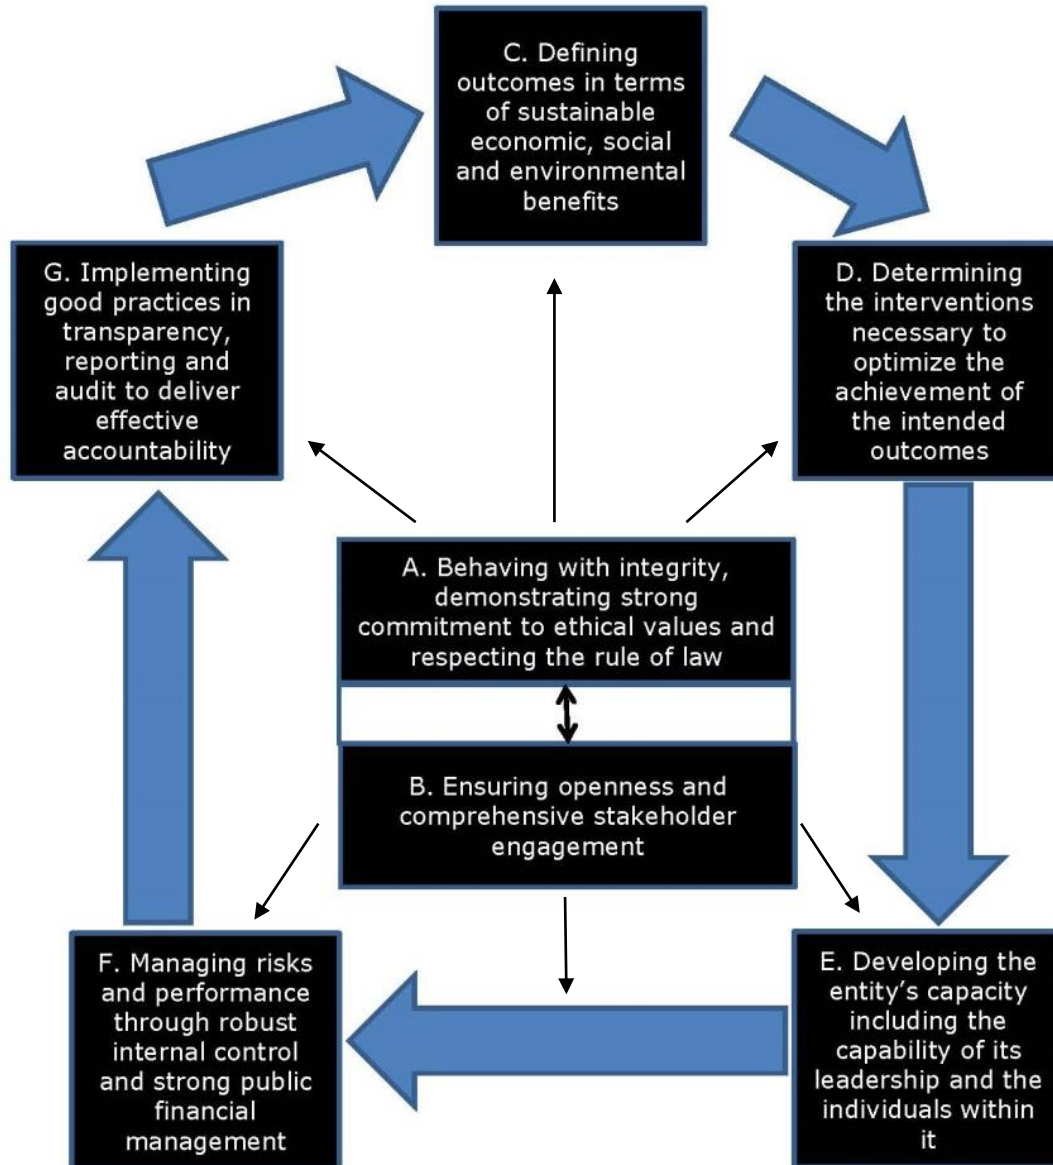 C. Defining
outcomes in terms
of sustainable
economic, social
and environmental
benefits
G. Implementing
good practices in
transparency,
reporting and
audit to deliver
effective
accountability
D. Determining
the interventions
necessary to
optimize the
achievement of
the intended
outcomes
A. Behaving with integrity,
demonstrating strong
commitment to ethical values and
respecting the rule of law
B. Ensuring openness and
comprehensive stakeholder
engagement
F. Managing risks
and performance
through robust
internal control
and strong public
financial
management
E. Developing the
entity’s capacity
including the
capability of its
leadership and the
individuals within
it